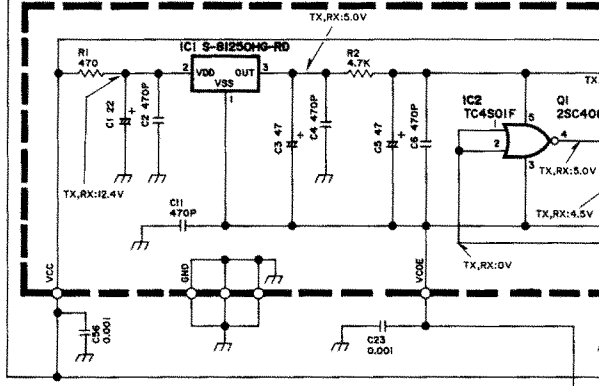 TX,RX:5.0V
IC1 S-81250HG-RD
R1
470
2
VDD
OUT
3
VSS
1
R2
4.7K
TX
C1 22
+
C2 470P
C3 47
+
C4 470P
C5 47
+
C6 470P
IC2
TC4S01F
Q1
1
2
5
4
3
TX,RX:5.0V
TX,RX:12.4V
TX,RX:4.5V
C11
470P
TX,RX:0V
VCC
GND
VCOE
C56
0.001
C23
0.001